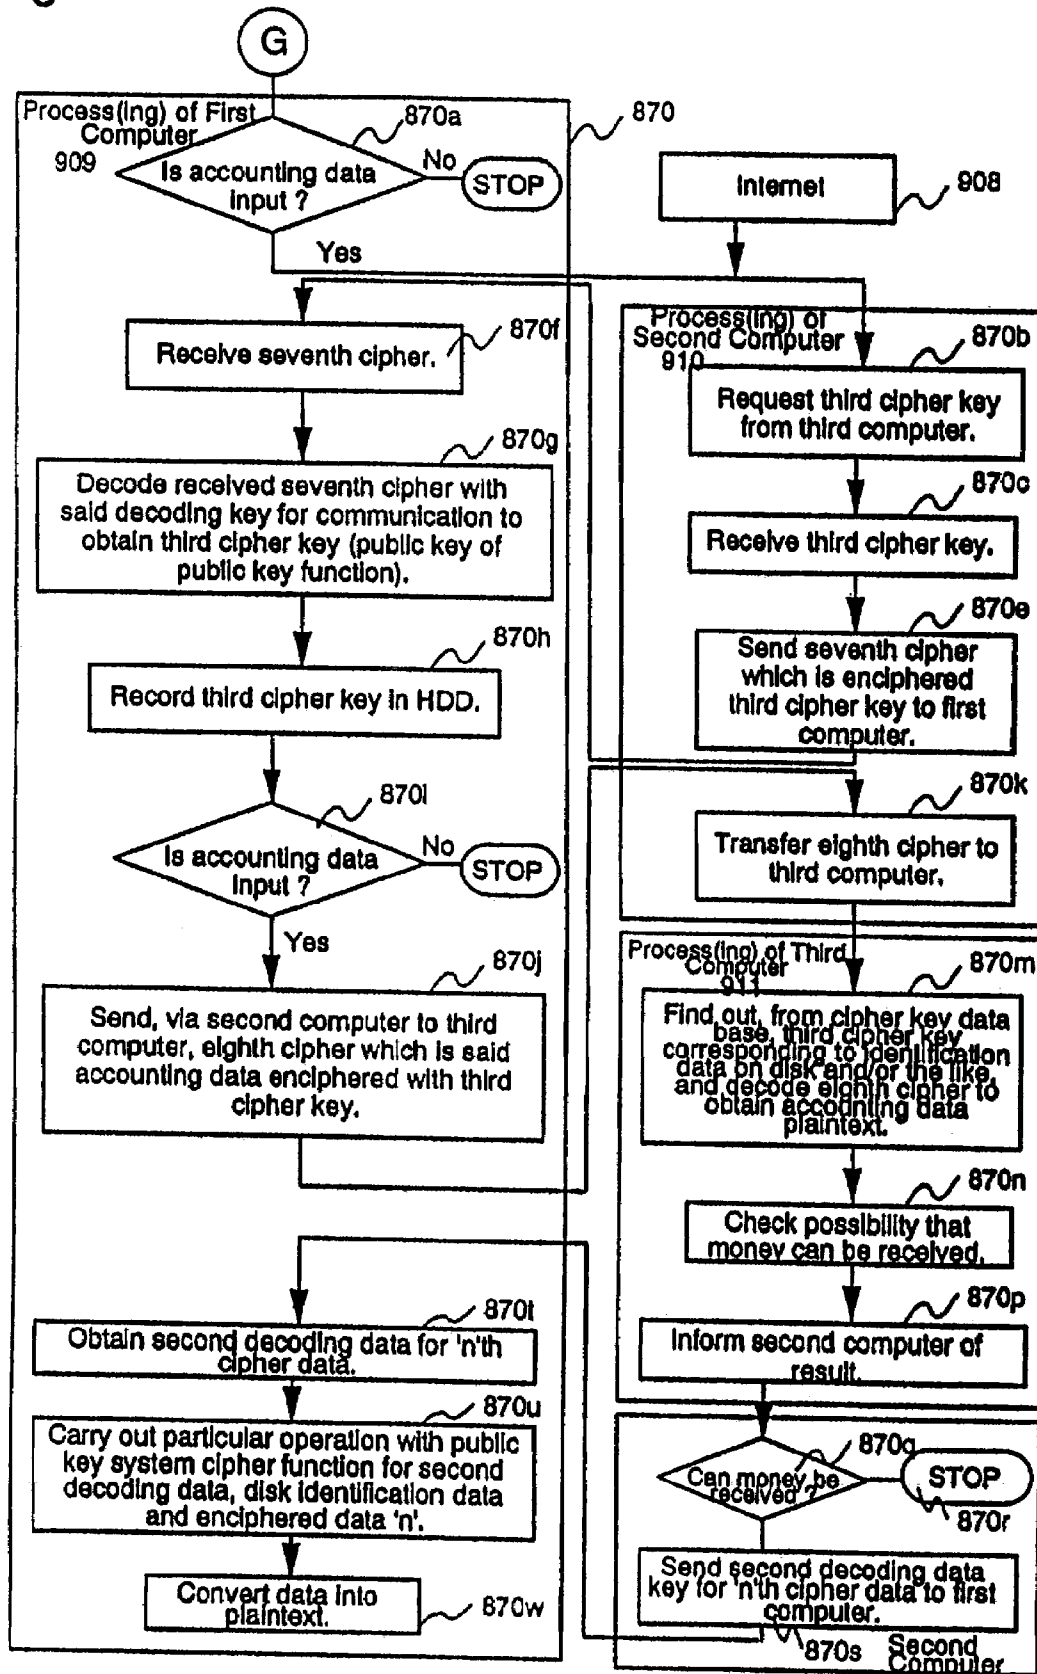 G
Process(ing) of First
Computer
909
870a
870
Is accounting data
input ?
No
STOP
Yes
Internet
908
Receive seventh cipher.
870f
Process(ing) of
Second Computer
910
870b
Request third cipher key
from third computer.
870g
Decode received seventh cipher with
said decoding key for communication to
obtain third cipher key (public key of
public key function).
870c
Receive third cipher key.
870e
Send seventh cipher
which is enciphered
third cipher key to first
computer.
870h
Record third cipher key in HDD.
870i
Is accounting data
input ?
No
STOP
Yes
870k
Transfer eighth cipher to
third computer.
870j
Send, via second computer to third
computer, eighth cipher which is said
accounting data enciphered with third
cipher key.
Process(ing) of Third
Computer
911
870m
Find out, from cipher key data
base, third cipher key
corresponding to identification
data on disk and/or the like,
and decode eighth cipher to
obtain accounting data
plaintext.
870n
Check possibility that
money can be received.
870p
Inform second computer of
result.
870t
Obtain second decoding data for 'n'th
cipher data.
870u
Carry out particular operation with public
key system cipher function for second
decoding data, disk identification data
and enciphered data 'n'.
Convert data into
plaintext.
870w
870q
Can money be
received ?
STOP
870r
Send second decoding data
key for 'n'th cipher data to first
computer.
870s
Second
Computer